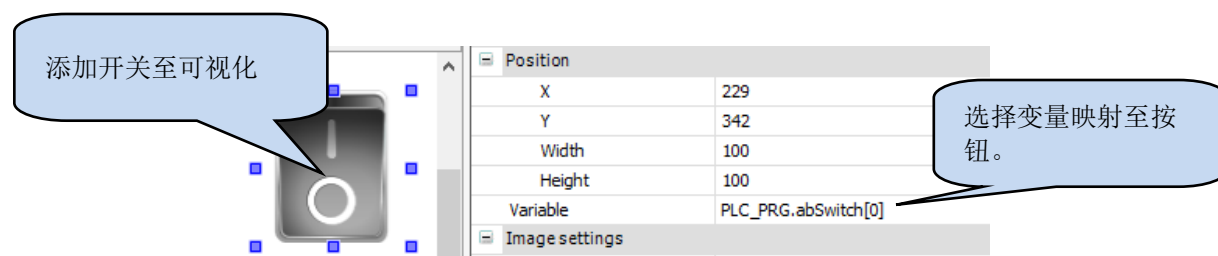 添加开关至可视化
Position
X 229
Y 342
选择变量映射至按
钮。
Width 100
Height 100
Variable PLC_PRG.abSwitch[0]
Image settings